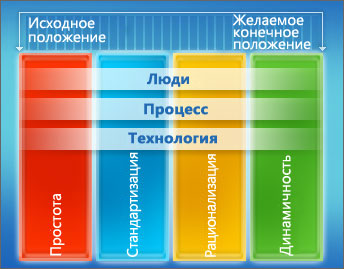 Исходное
положение
Желаемое
конечное
положение
Люди
Процесс
Технология
Простота
Стандартизация
Рационализация
Динамичность